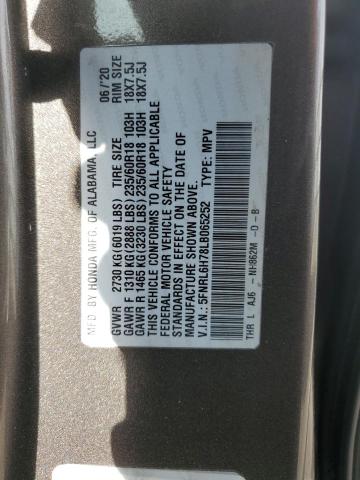 MFD. BY HONDA MFG. OF ALABAMA, LLC 06/'20
GVWR 2730 KG (6019 LBS) TIRE SIZE RIM SIZE
GAWR F 1310 KG (2888 LBS) 235/60R18 103H 18X7.5J
GAWR R 1465 KG (3230 LBS) 235/60R18 103H 18X7.5J
THIS VEHICLE CONFORMS TO ALL APPLICABLE
FEDERAL MOTOR VEHICLE SAFETY
STANDARDS IN EFFECT ON THE DATE OF
MANUFACTURE SHOWN ABOVE.
V.I.N.: 5FNRL6H78LB065252 TYPE: MPV
THR L AJ6 - NH862M -D-B